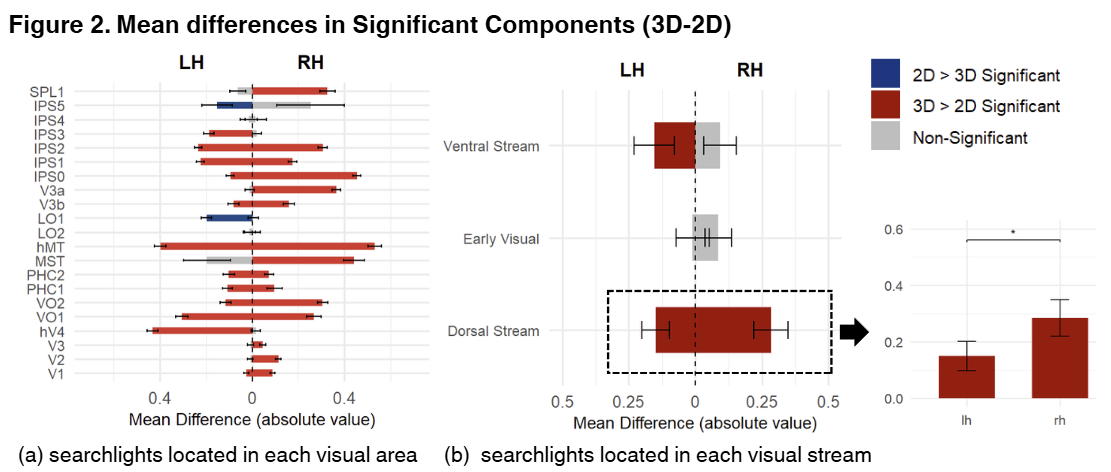 Figure 2. Mean differences in Significant Components (3D-2D)
LH RH
SPL1
IPS5
IPS4
IPS3
IPS2
IPS1
IPS0
V3a
V3b
LO1
LO2
hMT
MST
PHC2
PHC1
VO2
VO1
hV4
V3
V2
V1
0.4 0 0.4
Mean Difference (absolute value)
(a) searchlights located in each visual area
LH RH
Ventral Stream
Early Visual
Dorsal Stream
0.5 0.25 0 0.25 0.5
Mean Difference (absolute value)
(b) searchlights located in each visual stream
2D > 3D Significant
3D > 2D Significant
Non-Significant
0.6
*
0.4
0.2
0.0
lh rh